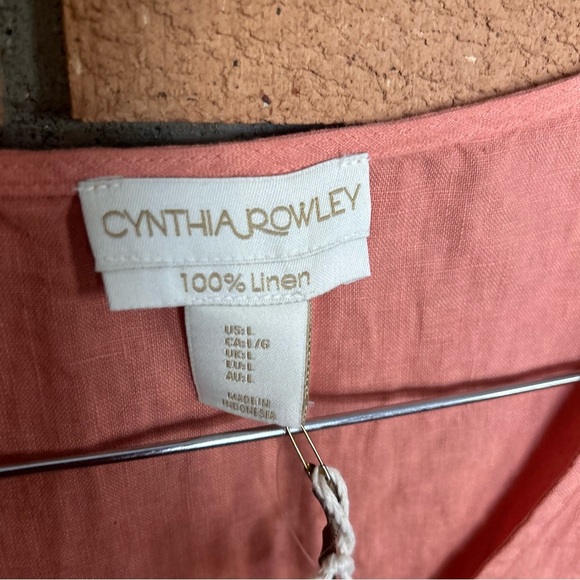 CYNTHIA ROWLEY
100% Linen
US: L
CA: L/G
UK: L
EU: L
AU: L
MADE IN
INDONESIA